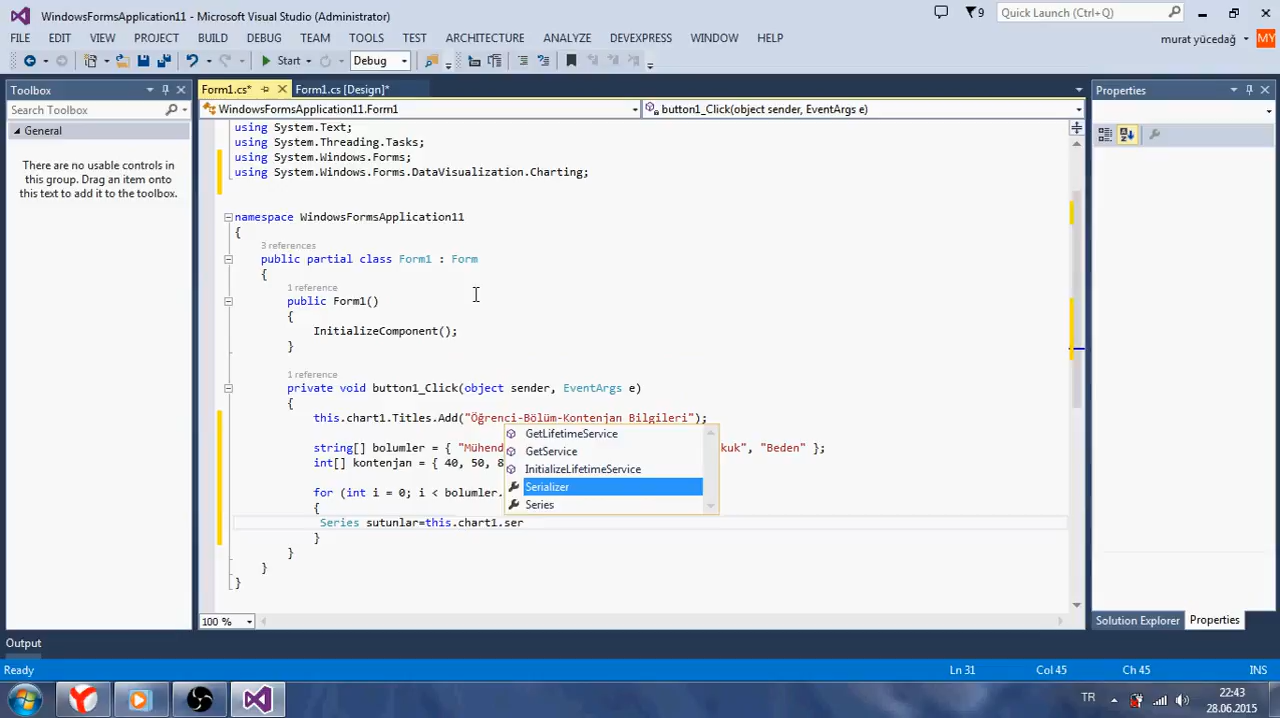 WindowsFormsApplication11 - Microsoft Visual Studio (Administrator)
9
Quick Launch (Ctrl+Q)
FILE EDIT VIEW PROJECT BUILD DEBUG TEAM TOOLS TEST ARCHITECTURE ANALYZE DEVEXPRESS WINDOW HELP
murat yücedağ MY
Start Debug
Toolbox
Form1.cs* Form1.cs [Design]*
Properties
Search Toolbox
WindowsFormsApplication11.Form1
button1_Click(object sender, EventArgs e)
General
There are no usable controls in
this group. Drag an item onto
this text to add it to the toolbox.
using System.Text;
using System.Threading.Tasks;
using System.Windows.Forms;
using System.Windows.Forms.DataVisualization.Charting;
namespace WindowsFormsApplication11
{
3 references
public partial class Form1 : Form
{
1 reference
public Form1()
{
InitializeComponent();
}
1 reference
private void button1_Click(object sender, EventArgs e)
{
this.chart1.Titles.Add("Öğrenci-Bölüm-Kontenjan Bilgileri");
string[] bolumler = { "Mühend kuk", "Beden" };
int[] kontenjan = { 40, 50, 8
for (int i = 0; i < bolumler.
{
Series sutunlar=this.chart1.ser
}
}
}
}
GetLifetimeService
GetService
InitializeLifetimeService
Serializer
Series
100 %
Solution Explorer Properties
Output
Ready Ln 31 Col 45 Ch 45 INS
TR
22:43
28.06.2015